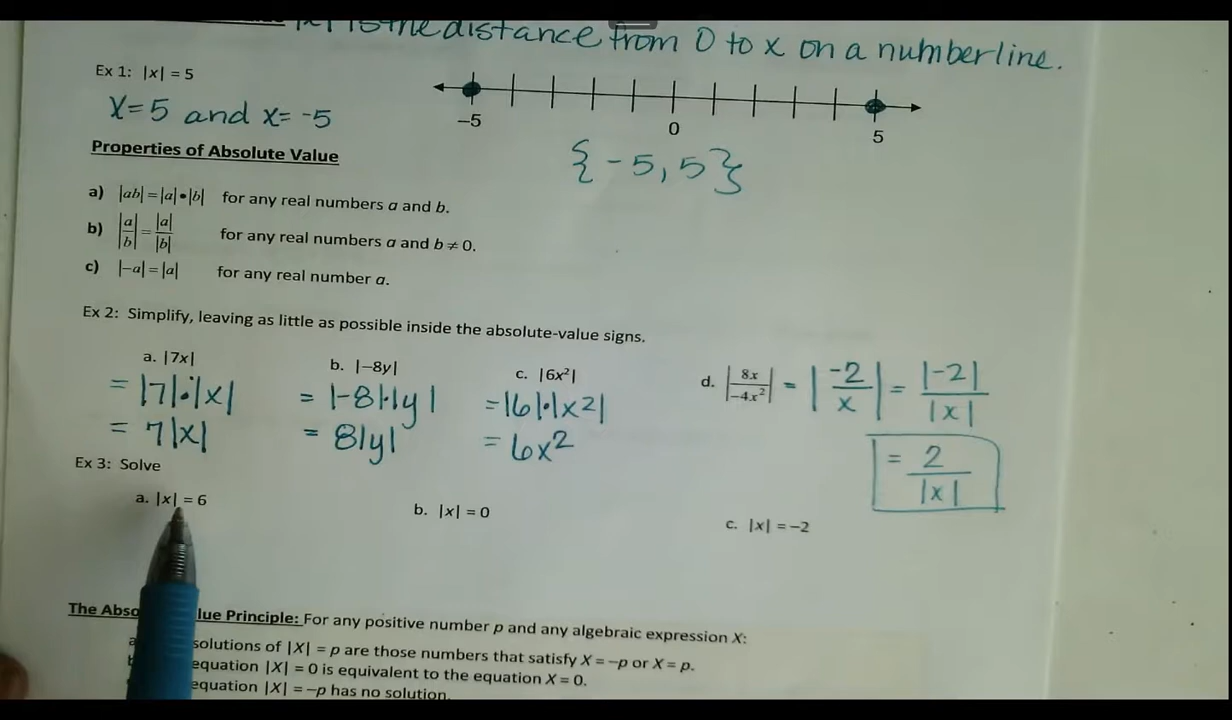 is the distance from 0 to x on a number line.
Ex 1: |x| = 5
x=5 and x= -5
-5 0 5
{-5, 5}
Properties of Absolute Value
a) |ab|=|a|•|b| for any real numbers a and b.
b) |a/b| = |a|/|b| for any real numbers a and b ≠ 0.
c) |−a|=|a| for any real number a.
Ex 2: Simplify, leaving as little as possible inside the absolute-value signs.
a. |7x|
= |7|·|x|
= 7|x|
b. |−8y|
= |-8|·|y|
= 8|y|
c. |6x²|
= |6|·|x²|
= 6x²
d. |8x/−4x²| = |-2/x| = |-2|/|x|
= 2/|x|
Ex 3: Solve
a. |x| = 6
b. |x| = 0
c. |x| = −2
The Abso lue Principle: For any positive number p and any algebraic expression X:
solutions of |X| = p are those numbers that satisfy X = −p or X = p.
equation |X| = 0 is equivalent to the equation X = 0.
equation |X| = −p has no solution.